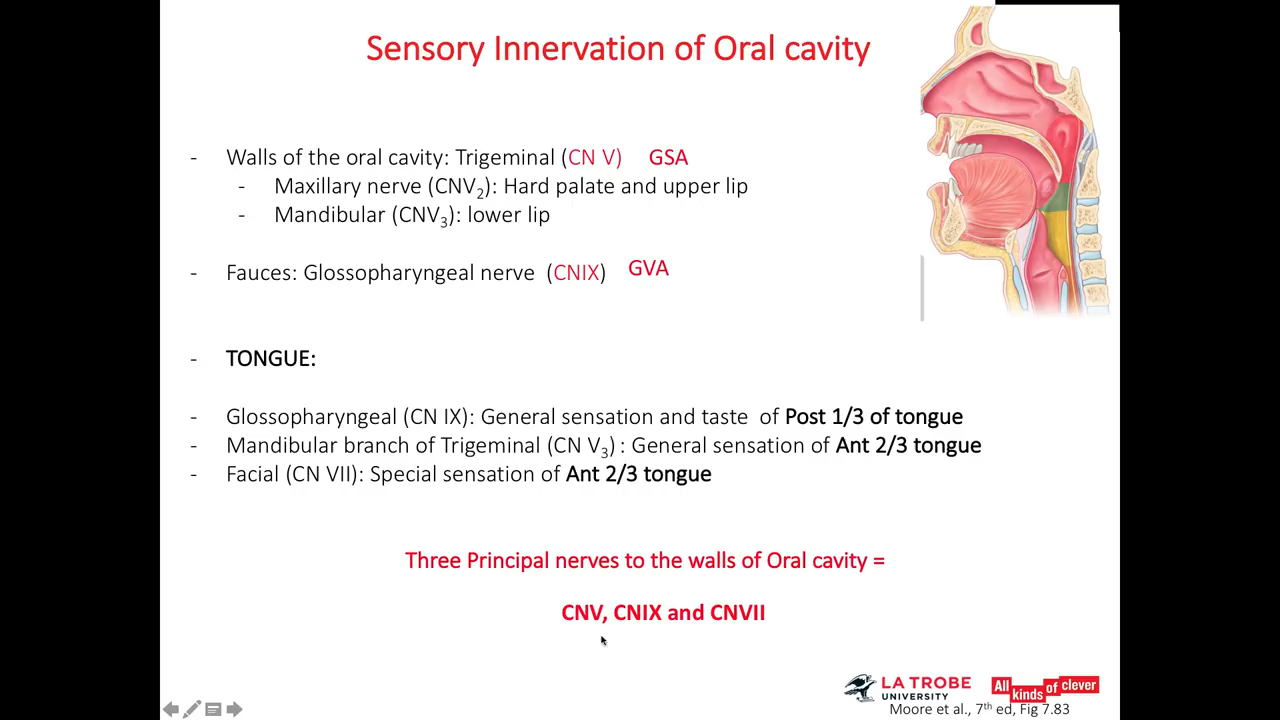 Sensory Innervation of Oral cavity
- Walls of the oral cavity: Trigeminal (CN V) GSA
- Maxillary nerve (CNV2): Hard palate and upper lip
- Mandibular (CNV3): lower lip
- Fauces: Glossopharyngeal nerve (CNIX) GVA
- TONGUE:
- Glossopharyngeal (CN IX): General sensation and taste of Post 1/3 of tongue
- Mandibular branch of Trigeminal (CN V3) : General sensation of Ant 2/3 tongue
- Facial (CN VII): Special sensation of Ant 2/3 tongue
Three Principal nerves to the walls of Oral cavity =
CNV, CNIX and CNVII
LA TROBE
UNIVERSITY
All kinds of clever
Moore et al., 7th ed, Fig 7.83